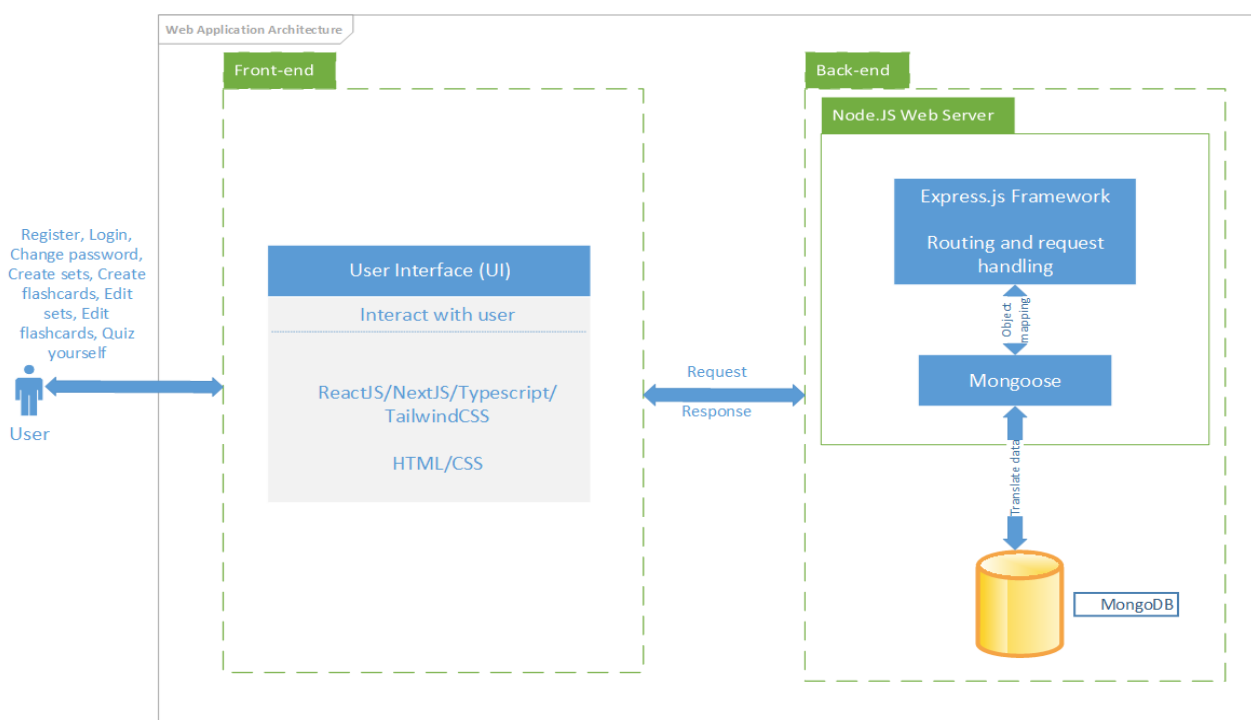 Web Application Architecture
Front-end
Back-end
Node.JS Web Server
Express.js Framework
Routing and request
handling
Register, Login,
Change password,
Create sets, Create
flashcards, Edit
sets, Edit
flashcards, Quiz
yourself
User
User Interface (UI)
Interact with user
ReactJS/NextJS/Typescript/
TailwindCSS
HTML/CSS
Request
Response
Object
mapping
Mongoose
Translate data
MongoDB